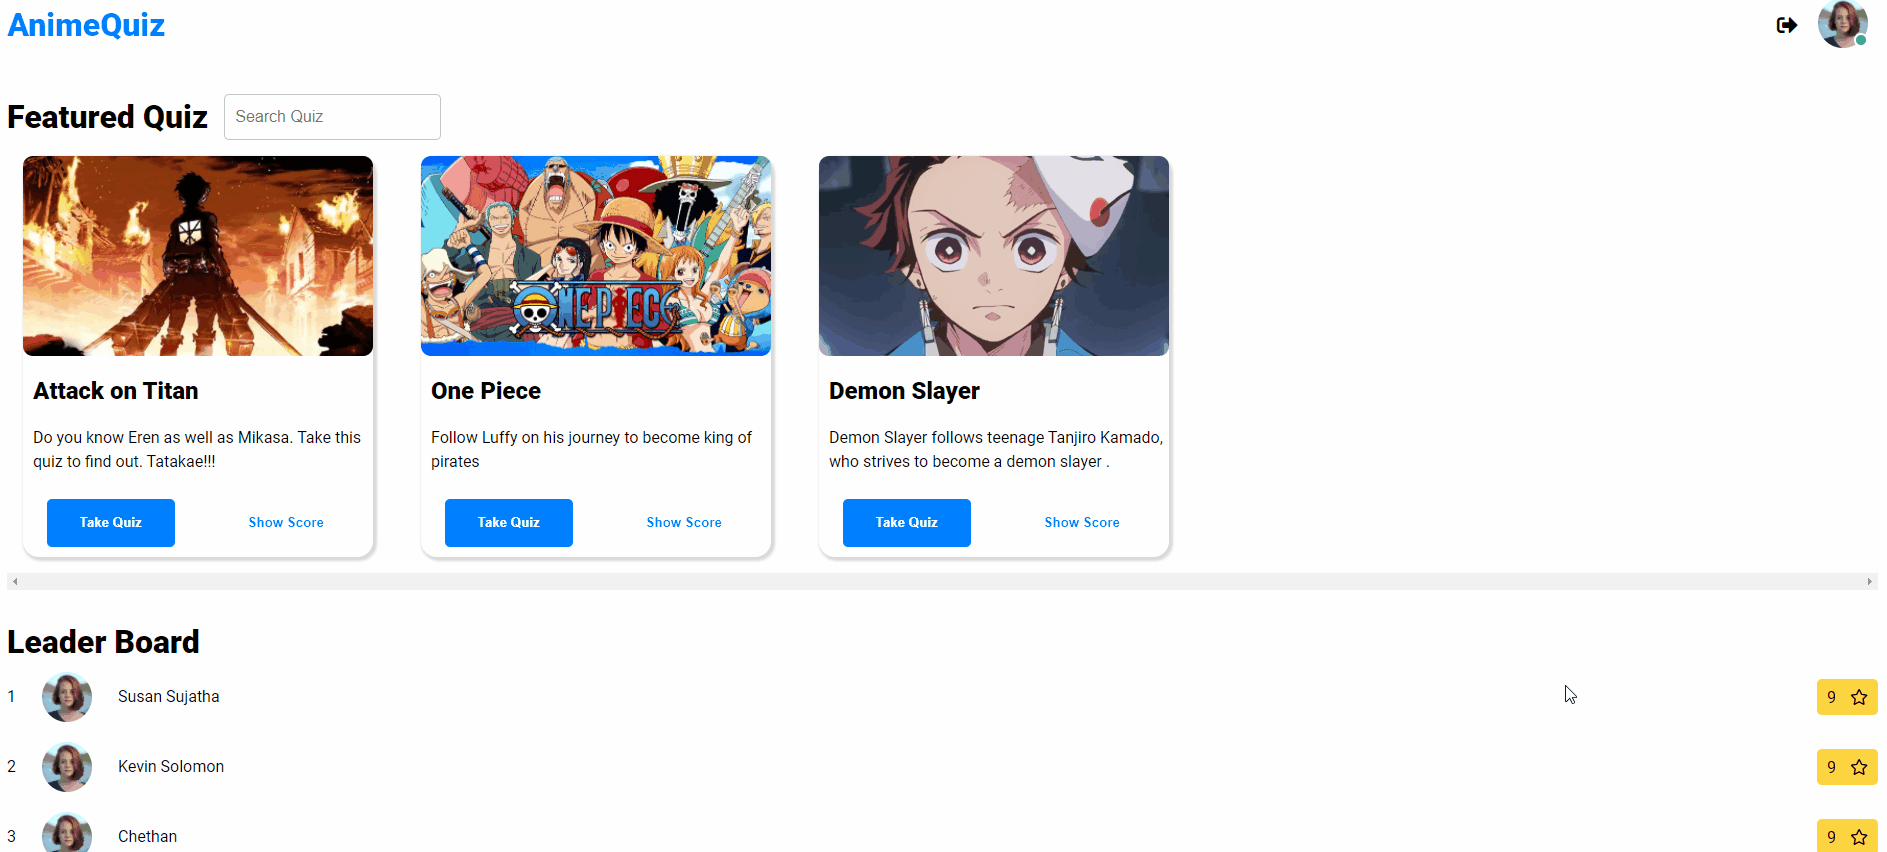 AnimeQuiz
Featured Quiz
Search Quiz
ONE PIECE
Attack on Titan
Do you know Eren as well as Mikasa. Take this
quiz to find out. Tatakae!!!
Take Quiz
Show Score
One Piece
Follow Luffy on his journey to become king of
pirates
Take Quiz
Show Score
Demon Slayer
Demon Slayer follows teenage Tanjiro Kamado,
who strives to become a demon slayer .
Take Quiz
Show Score
Leader Board
1 Susan Sujatha 9
2 Kevin Solomon 9
3 Chethan 9